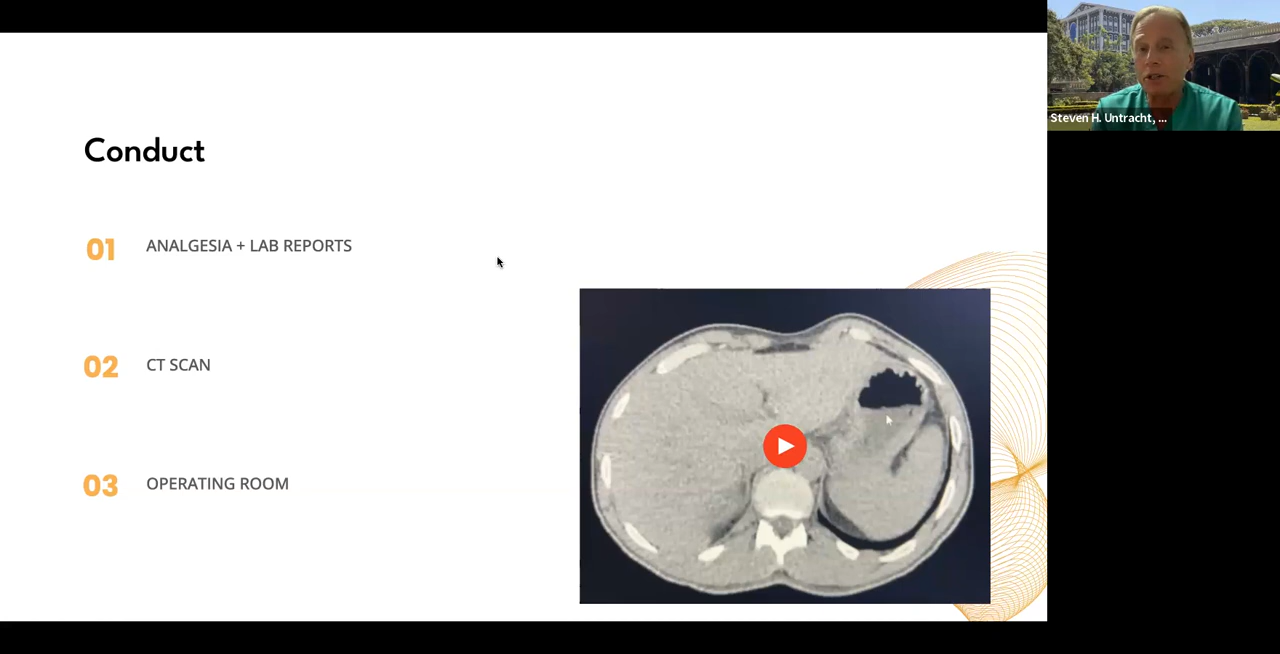 Steven H. Untracht, ...
Conduct
01 ANALGESIA + LAB REPORTS
02 CT SCAN
03 OPERATING ROOM